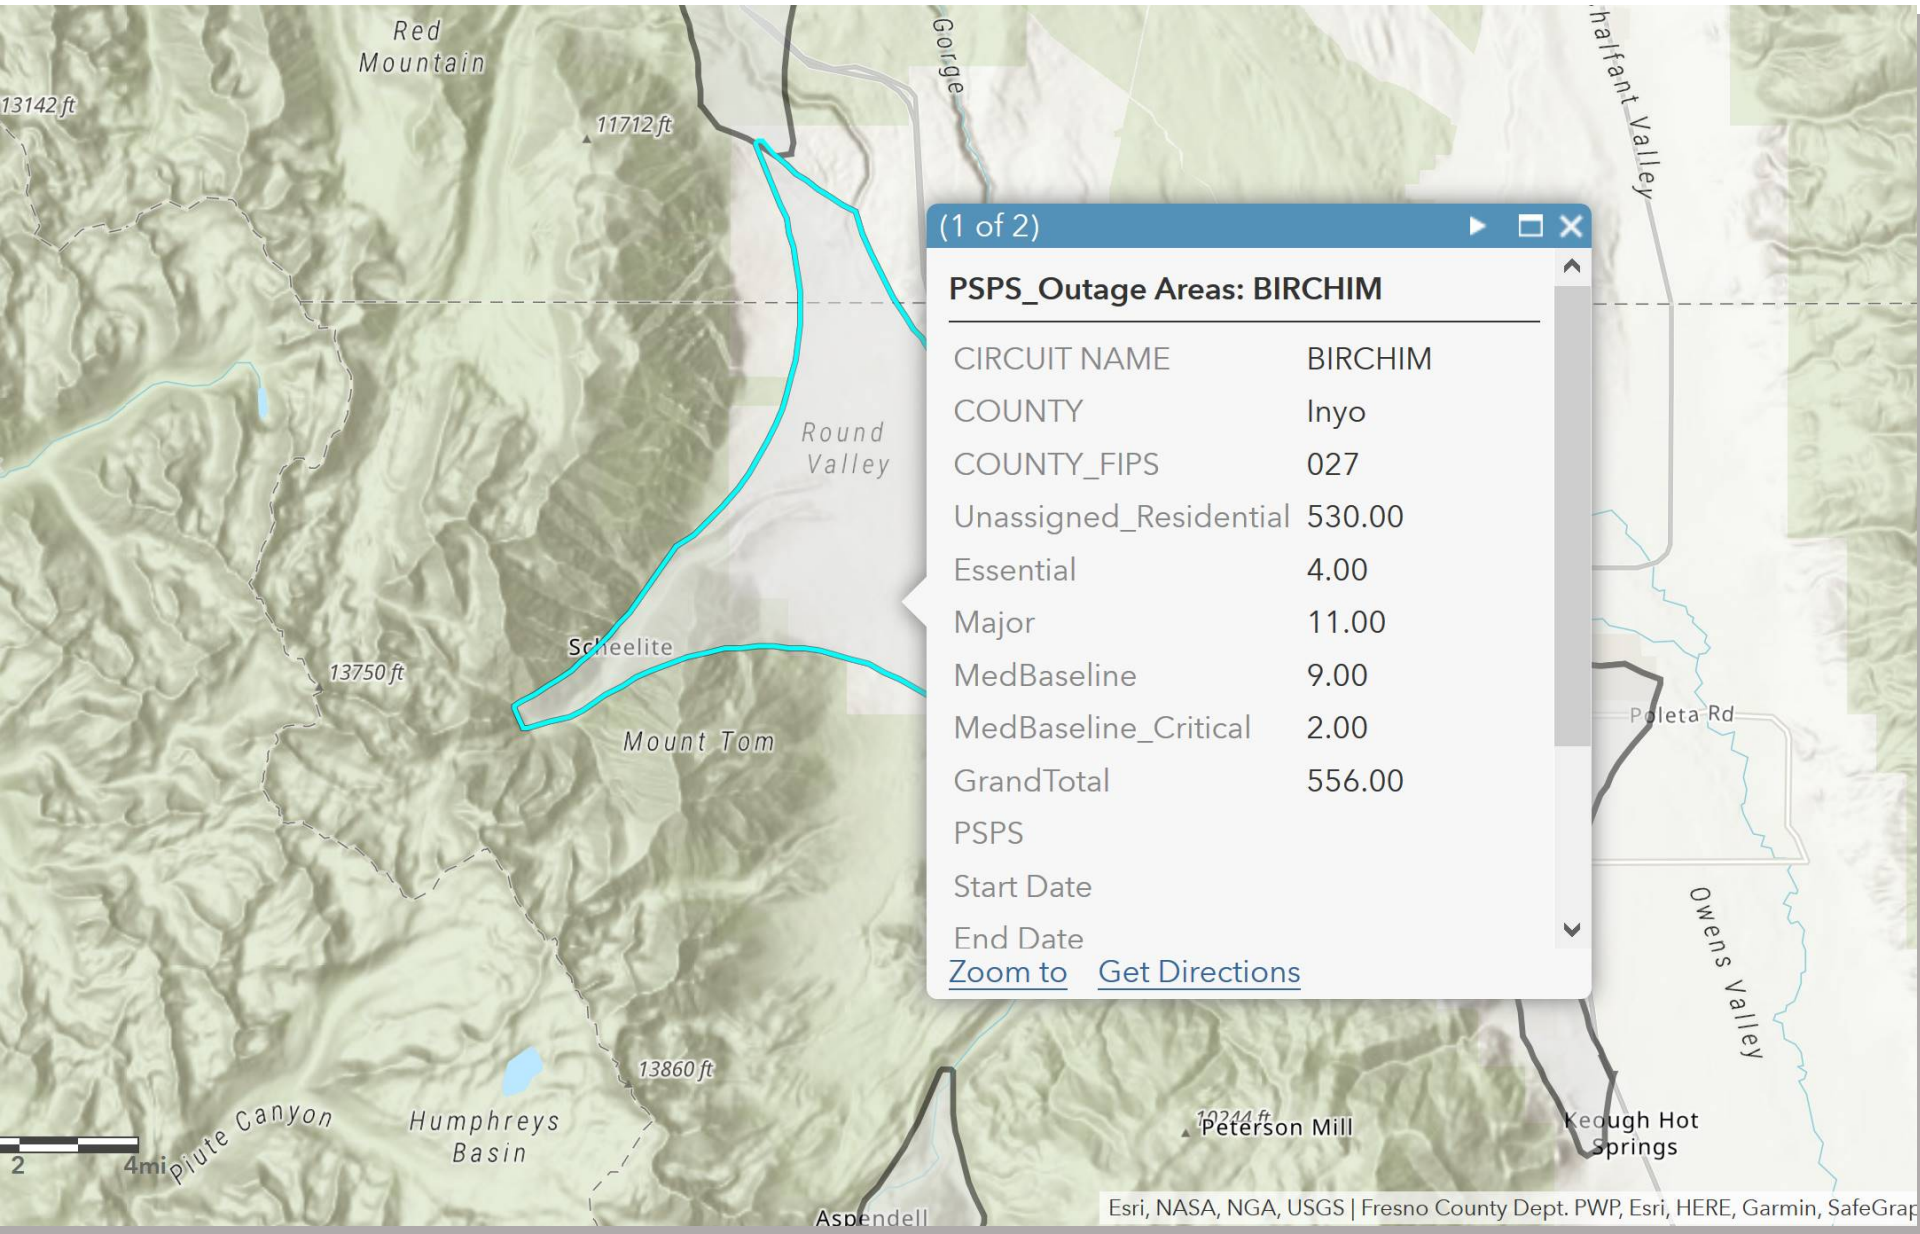 Red
Mountain
13142 ft
11712 ft
Gorge
halfant Valley
(1 of 2)
PSPS_Outage Areas: BIRCHIM
CIRCUIT NAME BIRCHIM
COUNTY Inyo
COUNTY_FIPS 027
Unassigned_Residential 530.00
Essential 4.00
Major 11.00
MedBaseline 9.00
MedBaseline_Critical 2.00
GrandTotal 556.00
PSPS
Start Date
End Date
Zoom to Get Directions
Round
Valley
Scheelite
13750 ft
Mount Tom
Poleta Rd
Owens Valley
13860 ft
Piute Canyon
Humphreys
Basin
10244 ft
Peterson Mill
Keough Hot
Springs
2 4mi
Aspendell
Esri, NASA, NGA, USGS | Fresno County Dept. PWP, Esri, HERE, Garmin, SafeGrap